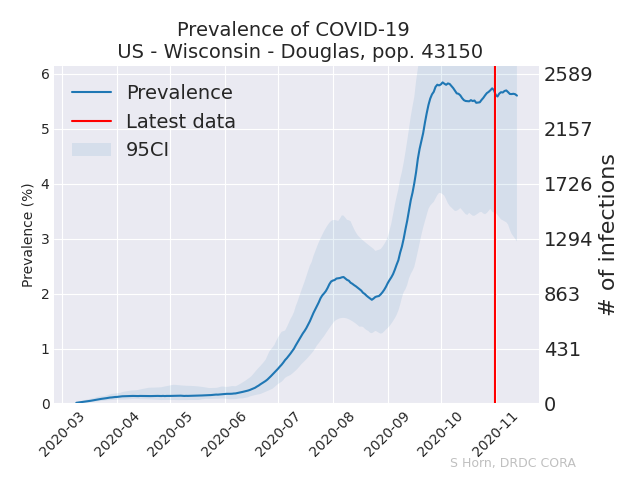 Prevalence of COVID-19
US - Wisconsin - Douglas, pop. 43150
Prevalence
Latest data
95CI
Prevalence (%)
6
5
4
3
2
1
0
2589
2157
1726
1294
863
431
0
# of infections
2020-03
2020-04
2020-05
2020-06
2020-07
2020-08
2020-09
2020-10
2020-11
S Horn, DRDC CORA